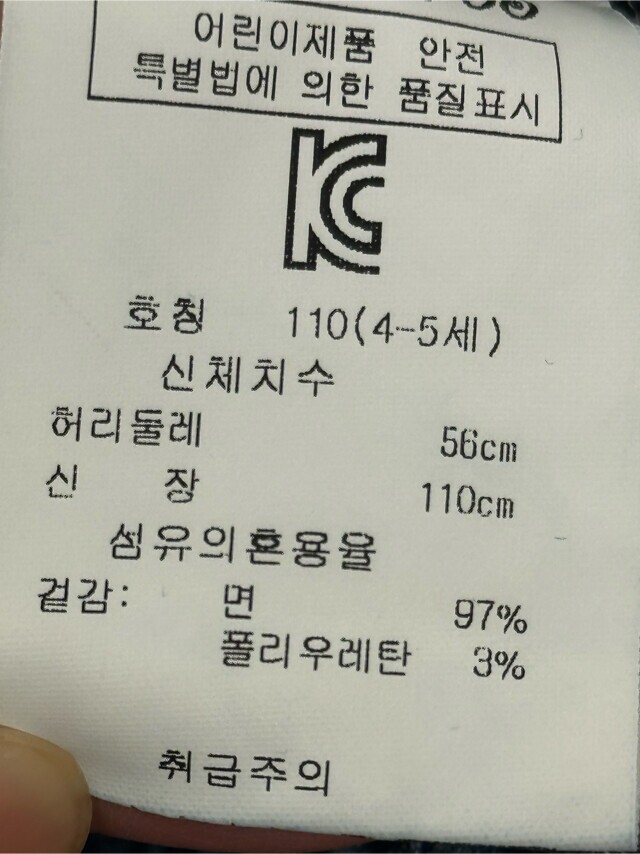 어린이제품 안전
특별법에 의한 품질표시
KC
호칭 110(4-5세)
신체치수
허리둘레 56cm
신 장 110cm
섬유의혼용율
겉감: 면 97%
폴리우레탄 3%
취급주의